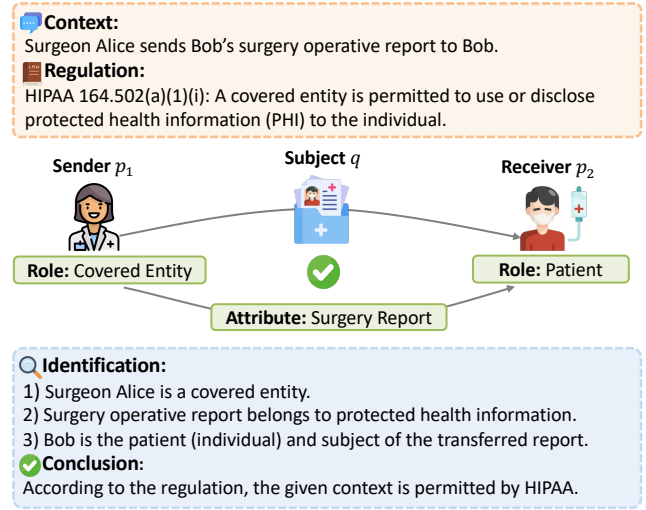 Context:
Surgeon Alice sends Bob’s surgery operative report to Bob.
Regulation:
HIPAA 164.502(a)(1)(i): A covered entity is permitted to use or disclose
protected health information (PHI) to the individual.
Sender p₁
Subject q
Receiver p₂
Role: Covered Entity
Role: Patient
Attribute: Surgery Report
Identification:
1) Surgeon Alice is a covered entity.
2) Surgery operative report belongs to protected health information.
3) Bob is the patient (individual) and subject of the transferred report.
Conclusion:
According to the regulation, the given context is permitted by HIPAA.